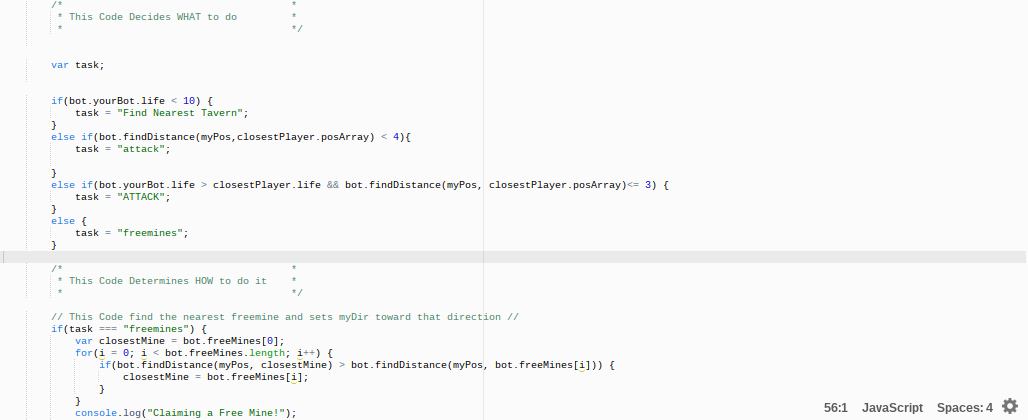 /*                                      *
 * This Code Decides WHAT to do         *
 *                                      */
var task;
if(bot.yourBot.life < 10) {
    task = "Find Nearest Tavern";
}
else if(bot.findDistance(myPos,closestPlayer.posArray) < 4){
    task = "attack";
}
else if(bot.yourBot.life > closestPlayer.life && bot.findDistance(myPos, closestPlayer.posArray)<= 3) {
    task = "ATTACK";
}
else {
    task = "freemines";
}
/*                                      *
 * This Code Determines HOW to do it    *
 *                                      */
// This Code find the nearest freemine and sets myDir toward that direction //
if(task === "freemines") {
    var closestMine = bot.freeMines[0];
    for(i = 0; i < bot.freeMines.length; i++) {
        if(bot.findDistance(myPos, closestMine) > bot.findDistance(myPos, bot.freeMines[i])) {
            closestMine = bot.freeMines[i];
        }
    }
    console.log("Claiming a Free Mine!");
56:1 JavaScript Spaces: 4